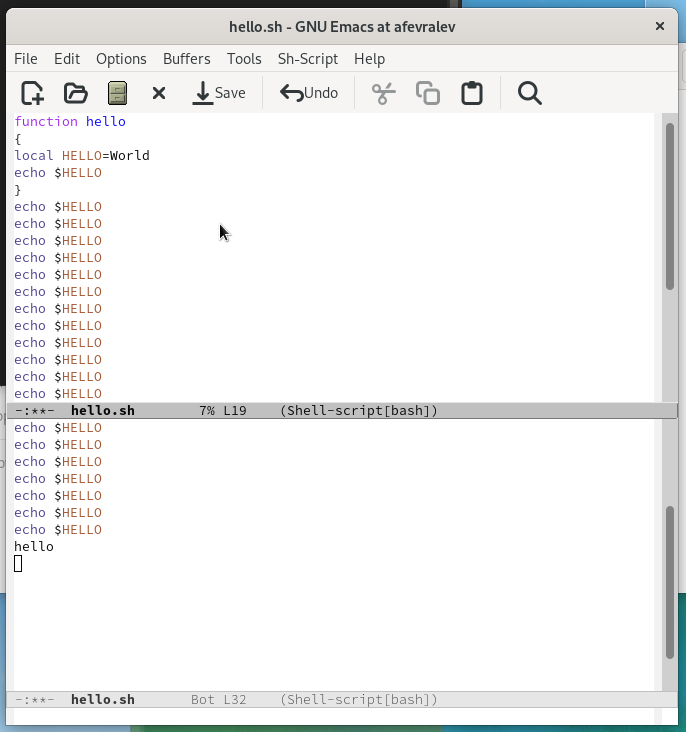 hello.sh - GNU Emacs at afevralev
File Edit Options Buffers Tools Sh-Script Help
Save Undo
function hello
{
local HELLO=World
echo $HELLO
}
echo $HELLO
echo $HELLO
echo $HELLO
echo $HELLO
echo $HELLO
echo $HELLO
echo $HELLO
echo $HELLO
echo $HELLO
echo $HELLO
echo $HELLO
echo $HELLO
-:**- hello.sh 7% L19 (Shell-script[bash])
echo $HELLO
echo $HELLO
echo $HELLO
echo $HELLO
echo $HELLO
echo $HELLO
echo $HELLO
hello
-:**- hello.sh Bot L32 (Shell-script[bash])